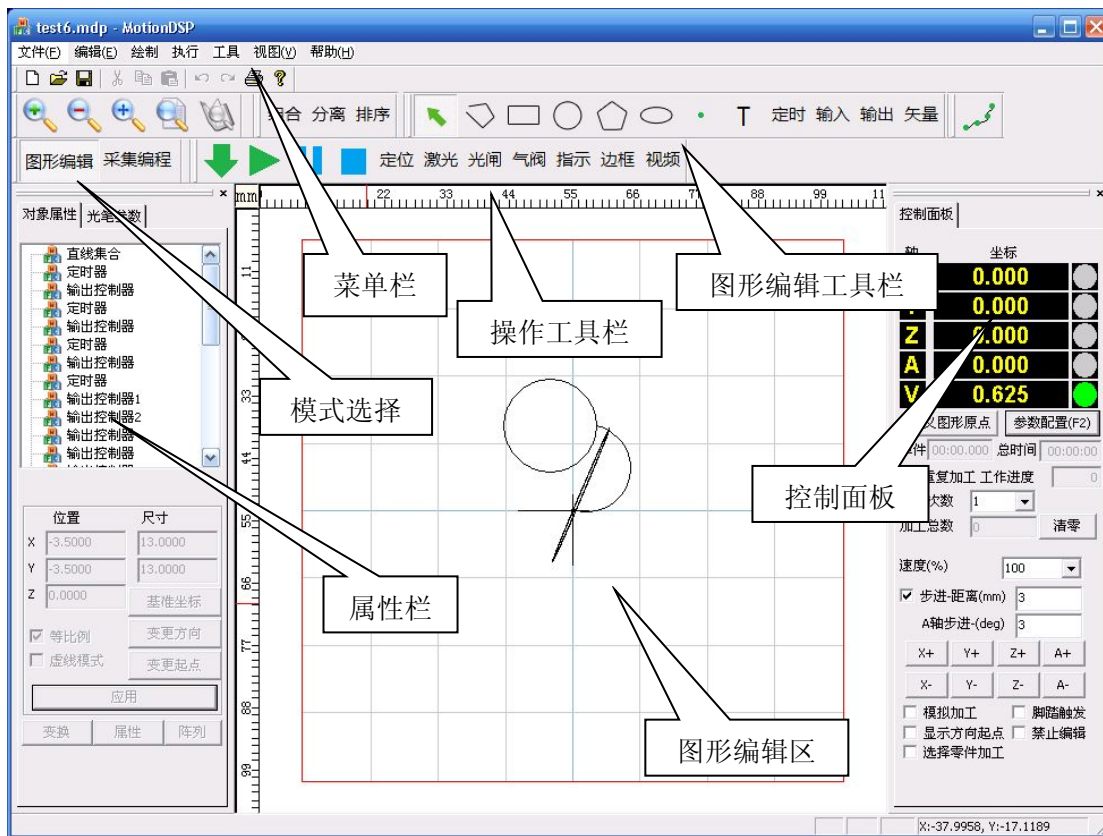 test6.mdp - MotionDSP
文件(F) 编辑(E) 绘制 执行 工具 视图(V) 帮助(H)
合 分离 排序 T 定时 输入 输出 矢量
图形编辑 采集编程 定位 激光 光闸 气阀 指示 边框 视频
对象属性 光笔参数
mm 22 33 44 55 66 77 88 99 11
控制面板
直线集合
定时器
输出控制器
定时器
输出控制器
定时器
输出控制器
定时器
输出控制器1
输出控制器2
输出控制器
输出控制器
11
33
44
55
66
77
88
99
菜单栏
图形编辑工具栏
操作工具栏
模式选择
属性栏
控制面板
图形编辑区
轴 坐标
0.000
0.000
Z 0.000
A 0.000
V 0.625
义图形原点 参数配置(F2)
件 00:00.000 总时间 00:00:00
重复加工 工作进度 0
次数 1
加工总数 0 清零
速度(%) 100
步进-距离(mm) 3
A轴步进-(deg) 3
X+ Y+ Z+ A+
X- Y- Z- A-
模拟加工 脚踏触发
显示方向起点 禁止编辑
选择零件加工
位置 尺寸
X -3.5000 13.0000
Y -3.5000 13.0000
Z 0.0000 基准坐标
等比例 变更方向
虚线模式 变更起点
应用
变换 属性 阵列
X:-37.9958, Y:-17.1189